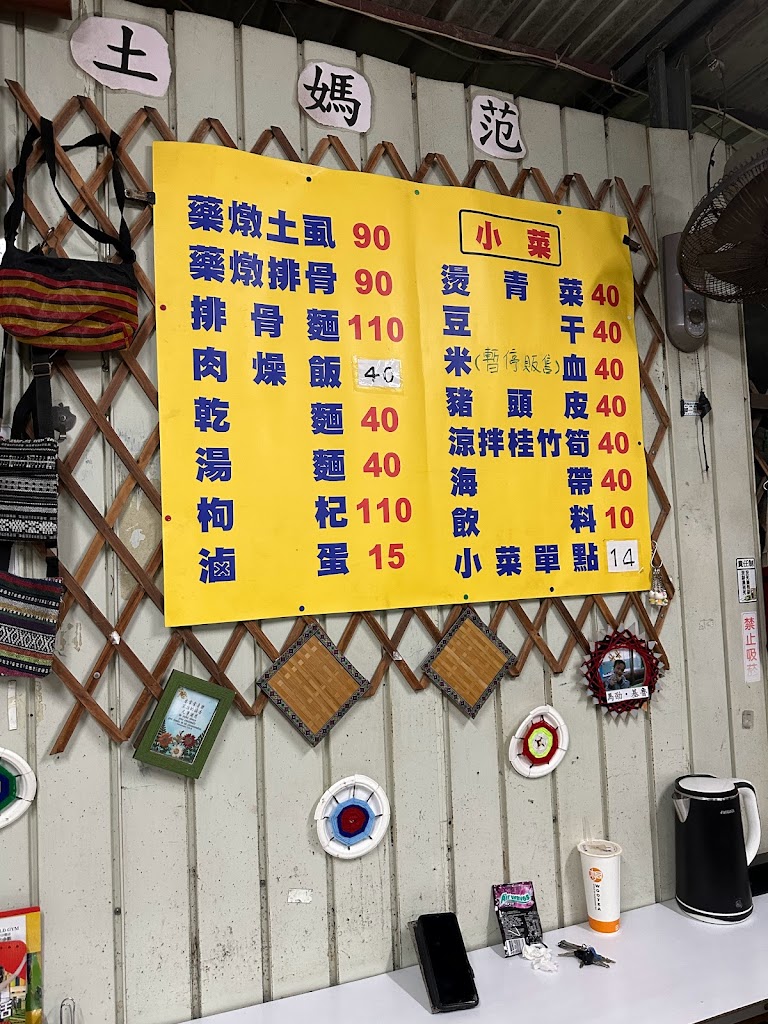 土 媽 范
藥燉土虱 90
藥燉排骨 90
排骨麵 110
肉燥飯 40
乾麵 40
湯麵 40
枸杞 110
滷蛋 15
小菜
燙青菜 40
豆干 40
米(暫停販售)血 40
豬頭皮 40
涼拌桂竹筍 40
海帶 40
飲料 10
小菜單點 14
禁止吸菸
Airwaves
WOOTEA